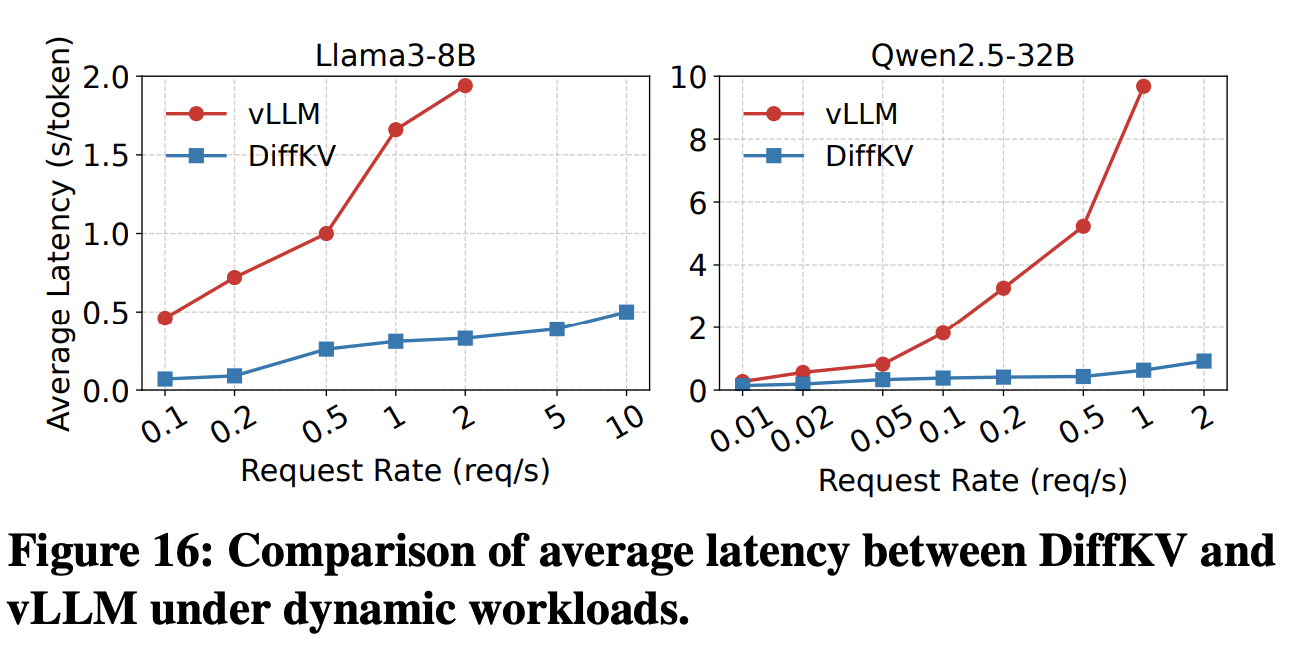 Llama3-8B
Average Latency (s/token)
2.0
1.5
1.0
0.5
0.0
vLLM
DiffKV
0.1 0.2 0.5 1 2 5 10
Request Rate (req/s)
Qwen2.5-32B
10
8
6
4
2
0
vLLM
DiffKV
0.01 0.02 0.05 0.1 0.2 0.5 1 2
Request Rate (req/s)
Figure 16: Comparison of average latency between DiffKV and
vLLM under dynamic workloads.